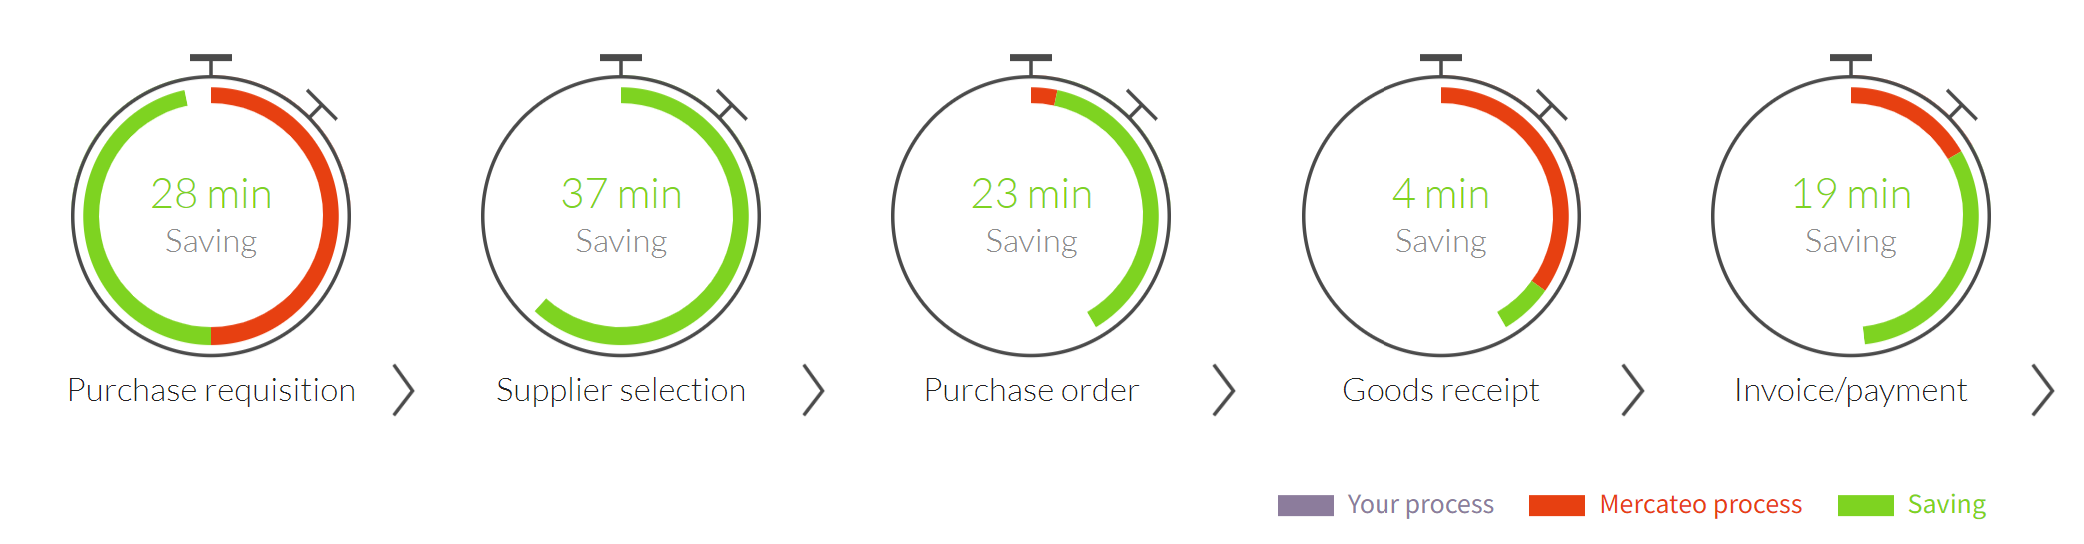 28 min
Saving
Purchase requisition
37 min
Saving
Supplier selection
23 min
Saving
Purchase order
4 min
Saving
Goods receipt
19 min
Saving
Invoice/payment
Your process
Mercateo process
Saving